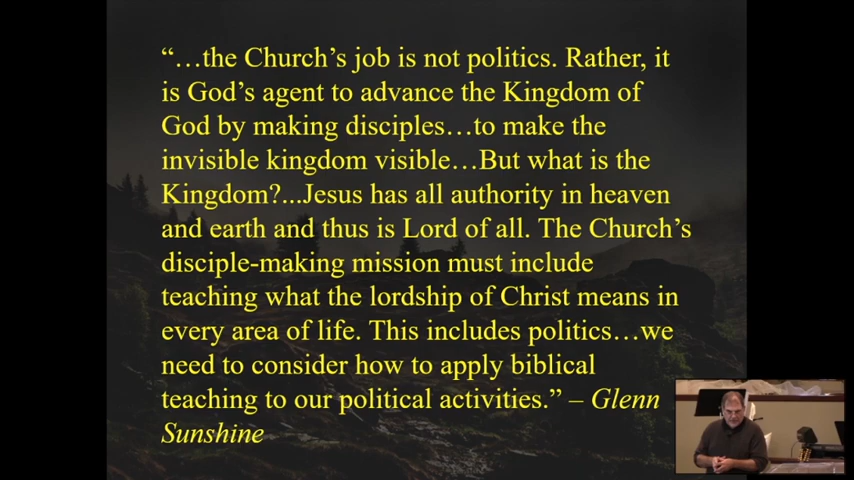 “…the Church’s job is not politics. Rather, it
is God’s agent to advance the Kingdom of
God by making disciples…to make the
invisible kingdom visible…But what is the
Kingdom?...Jesus has all authority in heaven
and earth and thus is Lord of all. The Church’s
disciple-making mission must include
teaching what the lordship of Christ means in
every area of life. This includes politics…we
need to consider how to apply biblical
teaching to our political activities.” – Glenn
Sunshine